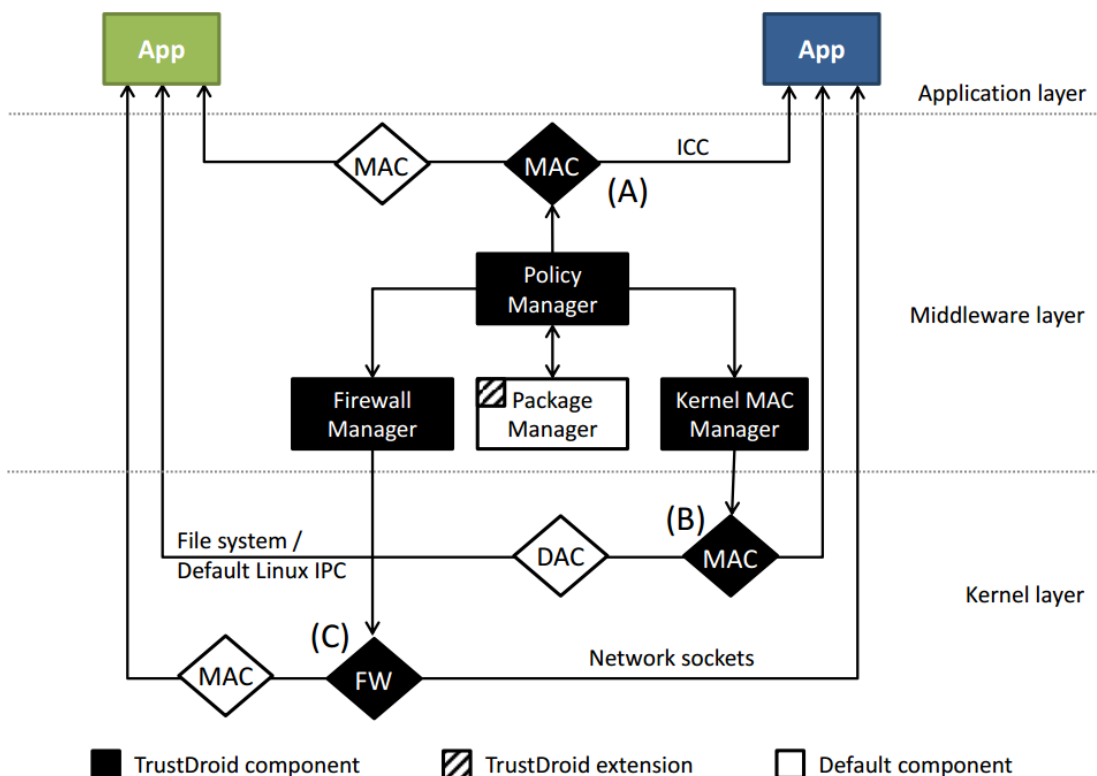 App
App
Application layer
MAC
MAC
ICC
(A)
Policy
Manager
Middleware layer
Firewall
Manager
Package
Manager
Kernel MAC
Manager
(B)
File system /
Default Linux IPC
DAC
MAC
Kernel layer
(C)
MAC
FW
Network sockets
TrustDroid component
TrustDroid extension
Default component